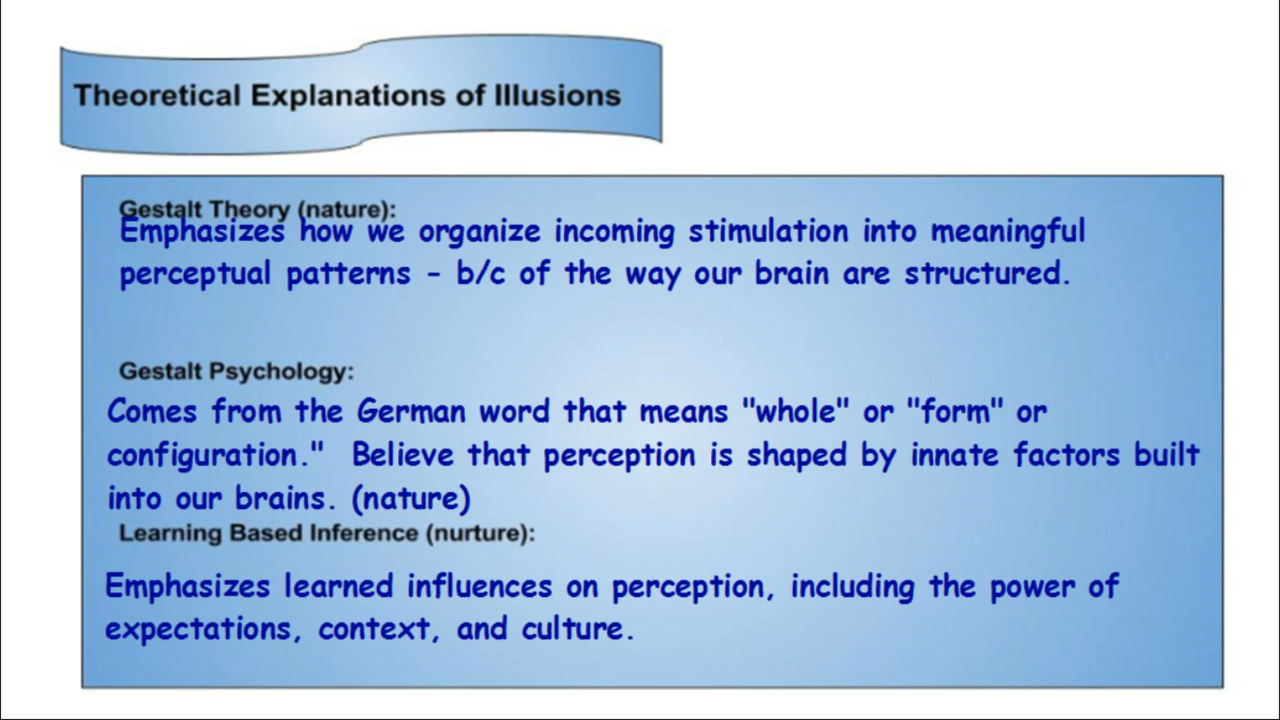 Theoretical Explanations of Illusions
Gestalt Theory (nature):
Emphasizes how we organize incoming stimulation into meaningful
perceptual patterns - b/c of the way our brain are structured.
Gestalt Psychology:
Comes from the German word that means "whole" or "form" or
configuration." Believe that perception is shaped by innate factors built
into our brains. (nature)
Learning Based Inference (nurture):
Emphasizes learned influences on perception, including the power of
expectations, context, and culture.